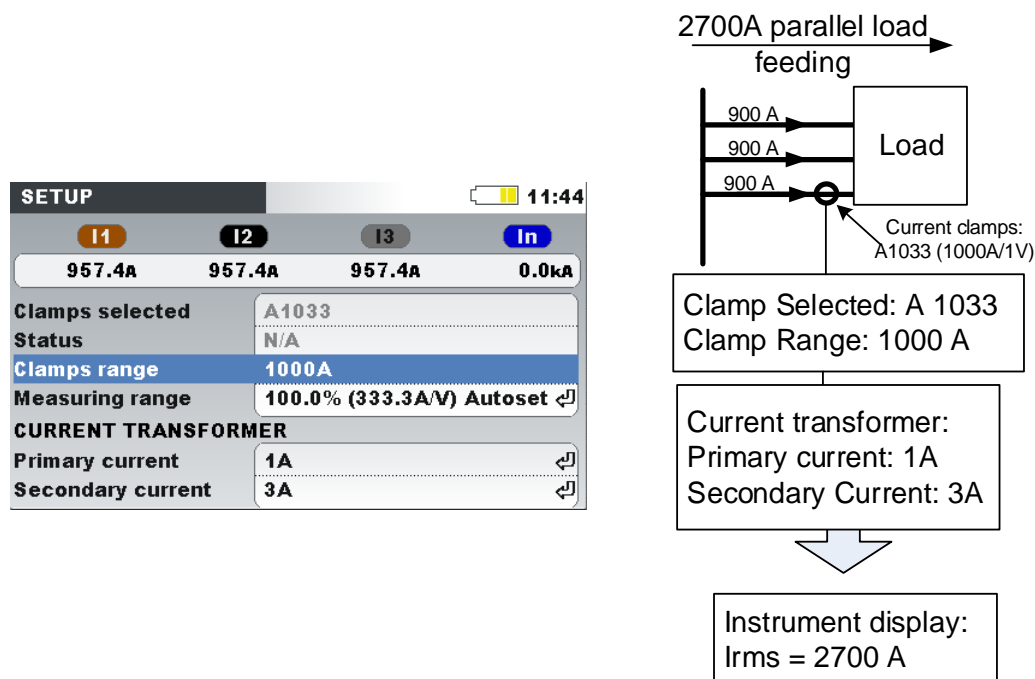 SETUP 11:44
I1 I2 I3 In
957.4A 957.4A 957.4A 0.0kA
Clamps selected A1033
Status N/A
Clamps range 1000A
Measuring range 100.0% (333.3A/V) Autoset
CURRENT TRANSFORMER
Primary current 1A
Secondary current 3A
2700A parallel load
feeding
900 A
900 A
900 A
Load
Current clamps:
A1033 (1000A/1V)
Clamp Selected: A 1033
Clamp Range: 1000 A
Current transformer:
Primary current: 1A
Secondary Current: 3A
Instrument display:
Irms = 2700 A